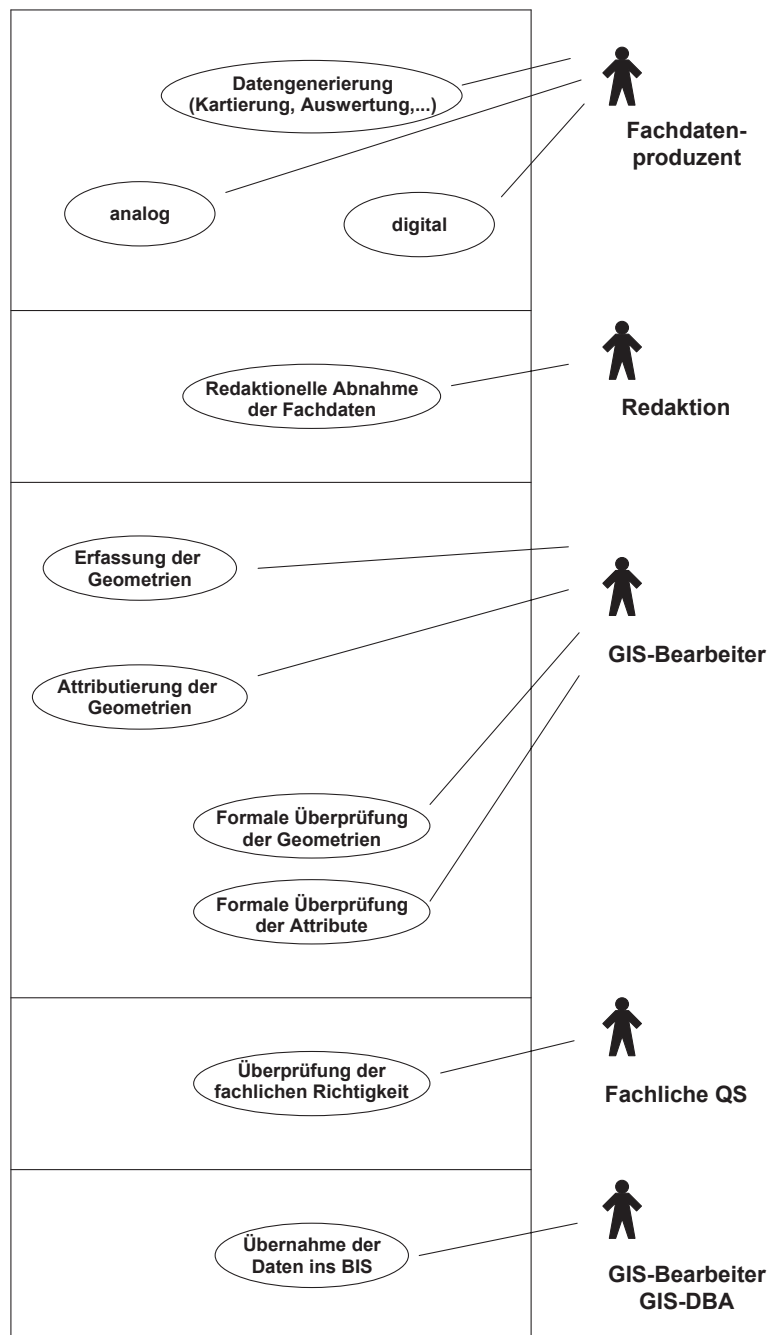 Datengenerierung
(Kartierung, Auswertung,...)
Fachdaten-
produzent
analog
digital
Redaktionelle Abnahme
der Fachdaten
Redaktion
Erfassung der
Geometrien
GIS-Bearbeiter
Attributierung der
Geometrien
Formale Überprüfung
der Geometrien
Formale Überprüfung
der Attribute
Überprüfung der
fachlichen Richtigkeit
Fachliche QS
Übernahme der
Daten ins BIS
GIS-Bearbeiter
GIS-DBA